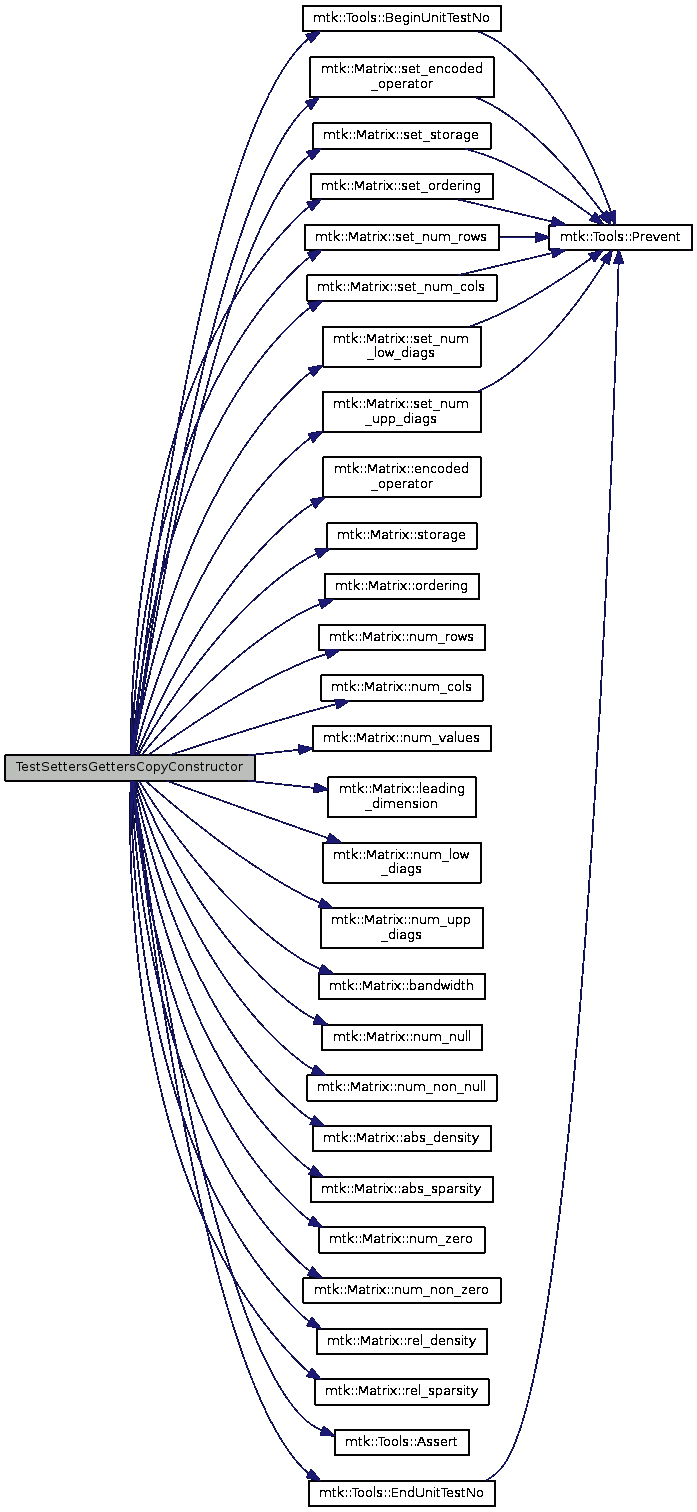 mtk::Tools::BeginUnitTestNo
mtk::Matrix::set_encoded
_operator
mtk::Matrix::set_storage
mtk::Matrix::set_ordering
mtk::Matrix::set_num_rows
mtk::Tools::Prevent
mtk::Matrix::set_num_cols
mtk::Matrix::set_num
_low_diags
mtk::Matrix::set_num
_upp_diags
mtk::Matrix::encoded
_operator
mtk::Matrix::storage
mtk::Matrix::ordering
mtk::Matrix::num_rows
mtk::Matrix::num_cols
mtk::Matrix::num_values
TestSettersGettersCopyConstructor
mtk::Matrix::leading
_dimension
mtk::Matrix::num_low
_diags
mtk::Matrix::num_upp
_diags
mtk::Matrix::bandwidth
mtk::Matrix::num_null
mtk::Matrix::num_non_null
mtk::Matrix::abs_density
mtk::Matrix::abs_sparsity
mtk::Matrix::num_zero
mtk::Matrix::num_non_zero
mtk::Matrix::rel_density
mtk::Matrix::rel_sparsity
mtk::Tools::Assert
mtk::Tools::EndUnitTestNo